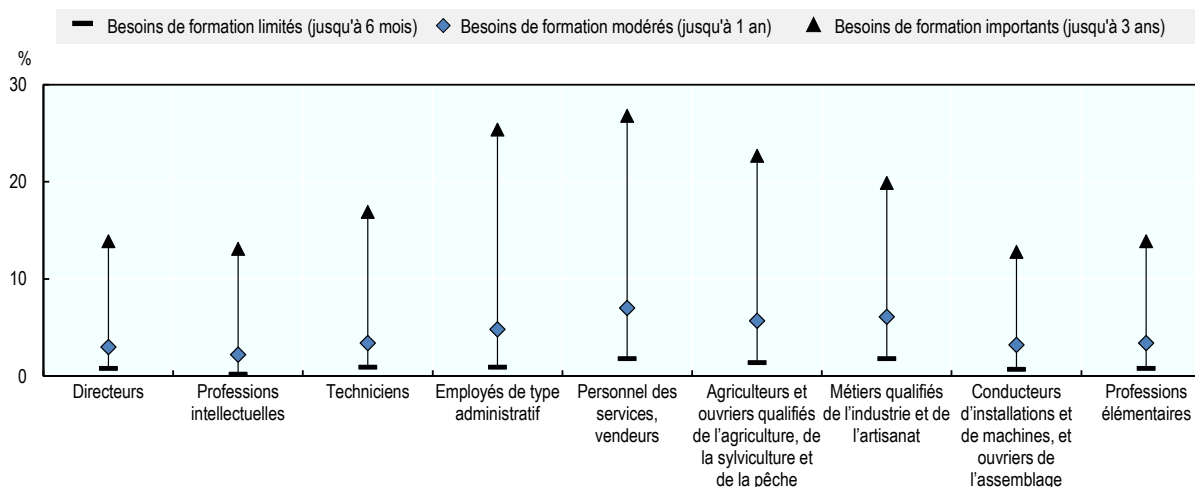 Besoins de formation limités (jusqu'à 6 mois) Besoins de formation modérés (jusqu'à 1 an) Besoins de formation importants (jusqu'à 3 ans)
%
30
20
10
0
Directeurs
Professions
intellectuelles
Techniciens
Employés de type
administratif
Personnel des
services,
vendeurs
Agriculteurs et
ouvriers qualifiés
de l'agriculture, de
la sylviculture et
de la pêche
Métiers qualifiés
de l'industrie et de
l'artisanat
Conducteurs
d'installations et
de machines, et
ouvriers de
l'assemblage
Professions
élémentaires